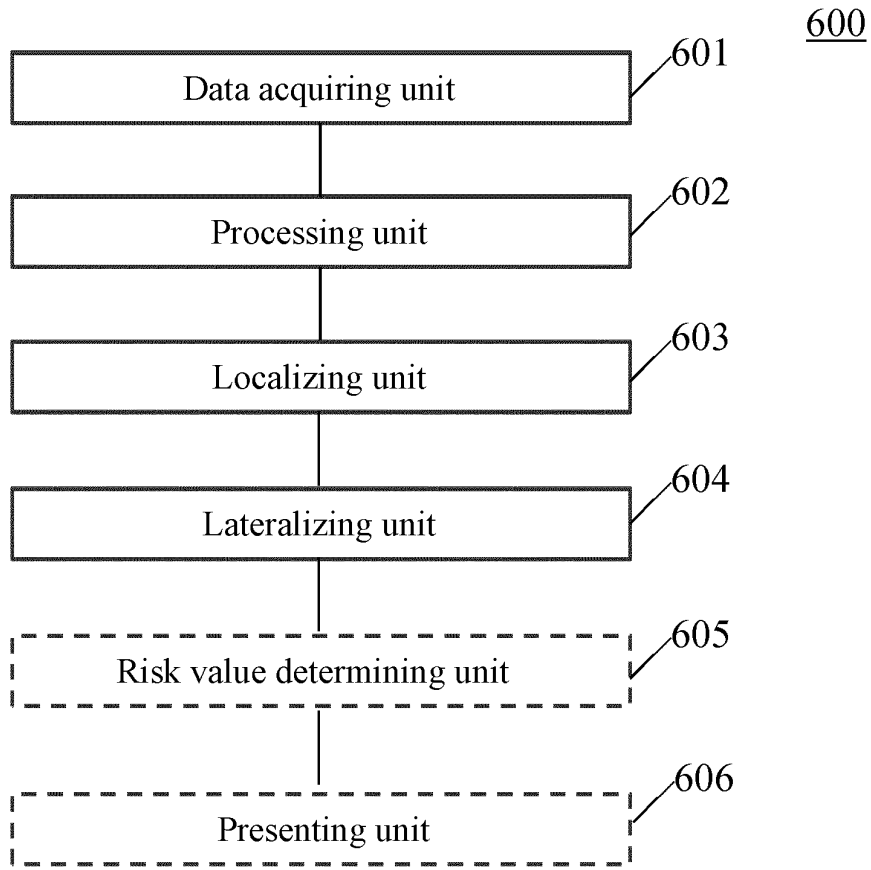 600
601
Data acquiring unit
602
Processing unit
603
Localizing unit
604
Lateralizing unit
605
Risk value determining unit
606
Presenting unit